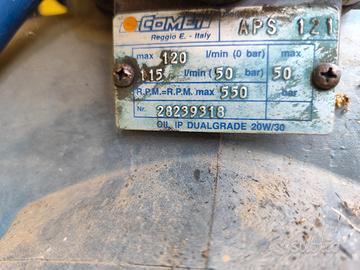 COMET APS 121
Reggio E. - Italy
max 120 l/min (0 bar) max
115 l/min (50 bar) 50
R.P.M.=R.P.M. max 550 bar
Nr. 28239318
OIL IP DUALGRADE 20W/30
subito